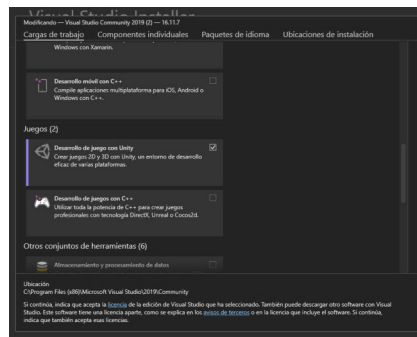 Visual Studio Installer
Modificando — Visual Studio Community 2019 (2) — 16.11.7
Cargas de trabajo Componentes individuales Paquetes de idioma Ubicaciones de instalación
Windows con Xamarin.
Desarrollo móvil con C++
Compile aplicaciones multiplataforma para iOS, Android o
Windows con C++.
Juegos (2)
Desarrollo de juego con Unity
Crear juegos 2D y 3D con Unity, un entorno de desarrollo
eficaz de varias plataformas.
Desarrollo de juegos con C++
Utilizar toda la potencia de C++ para crear juegos
profesionales con tecnología DirectX, Unreal o Cocos2d.
Otros conjuntos de herramientas (6)
Almacenamiento y procesamiento de datos
Ubicación
C:\Program Files (x86)\Microsoft Visual Studio\2019\Community
Si continúa, indica que acepta la licencia de la edición de Visual Studio que ha seleccionado. También puede descargar otro software con Visual
Studio. Este software tiene una licencia aparte, como se explica en los avisos de terceros o en la licencia que incluye el software. Si continúa,
indica que también acepta esas licencias.